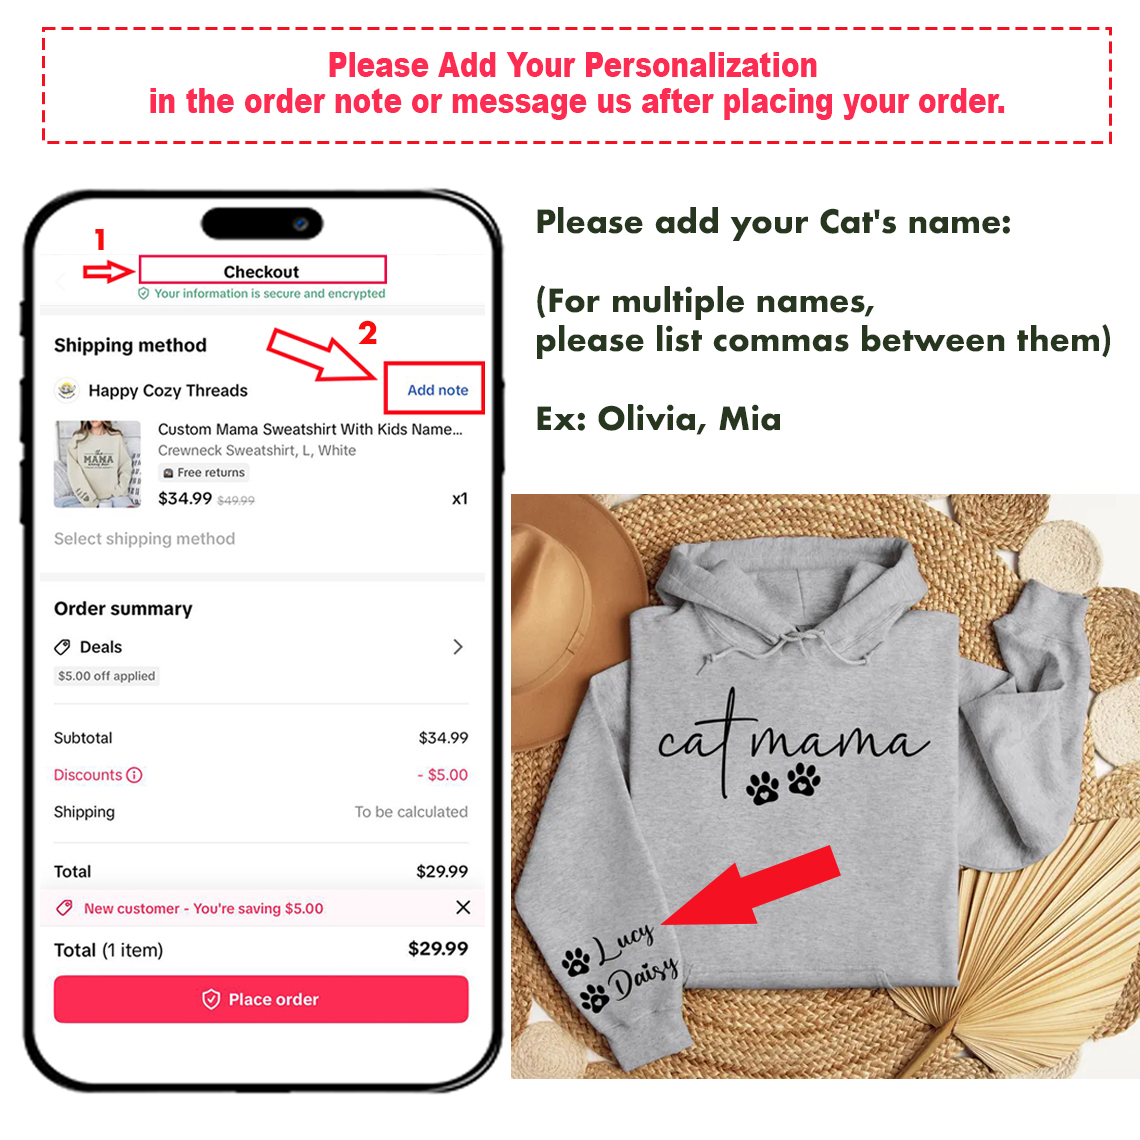 Please Add Your Personalization
in the order note or message us after placing your order.
1
Checkout
Your information is secure and encrypted
2
Shipping method
Happy Cozy Threads
Add note
MAMA
Custom Mama Sweatshirt With Kids Name...
Crewneck Sweatshirt, L, White
Free returns
$34.99 $49.99
x1
Select shipping method
Order summary
Deals
$5.00 off applied
Subtotal
$34.99
Discounts
- $5.00
Shipping
To be calculated
Total
$29.99
New customer - You're saving $5.00
Total (1 item)
$29.99
Place order
Please add your Cat's name:
(For multiple names,
please list commas between them)
Ex: Olivia, Mia
cat mama
Lucy
Daisy